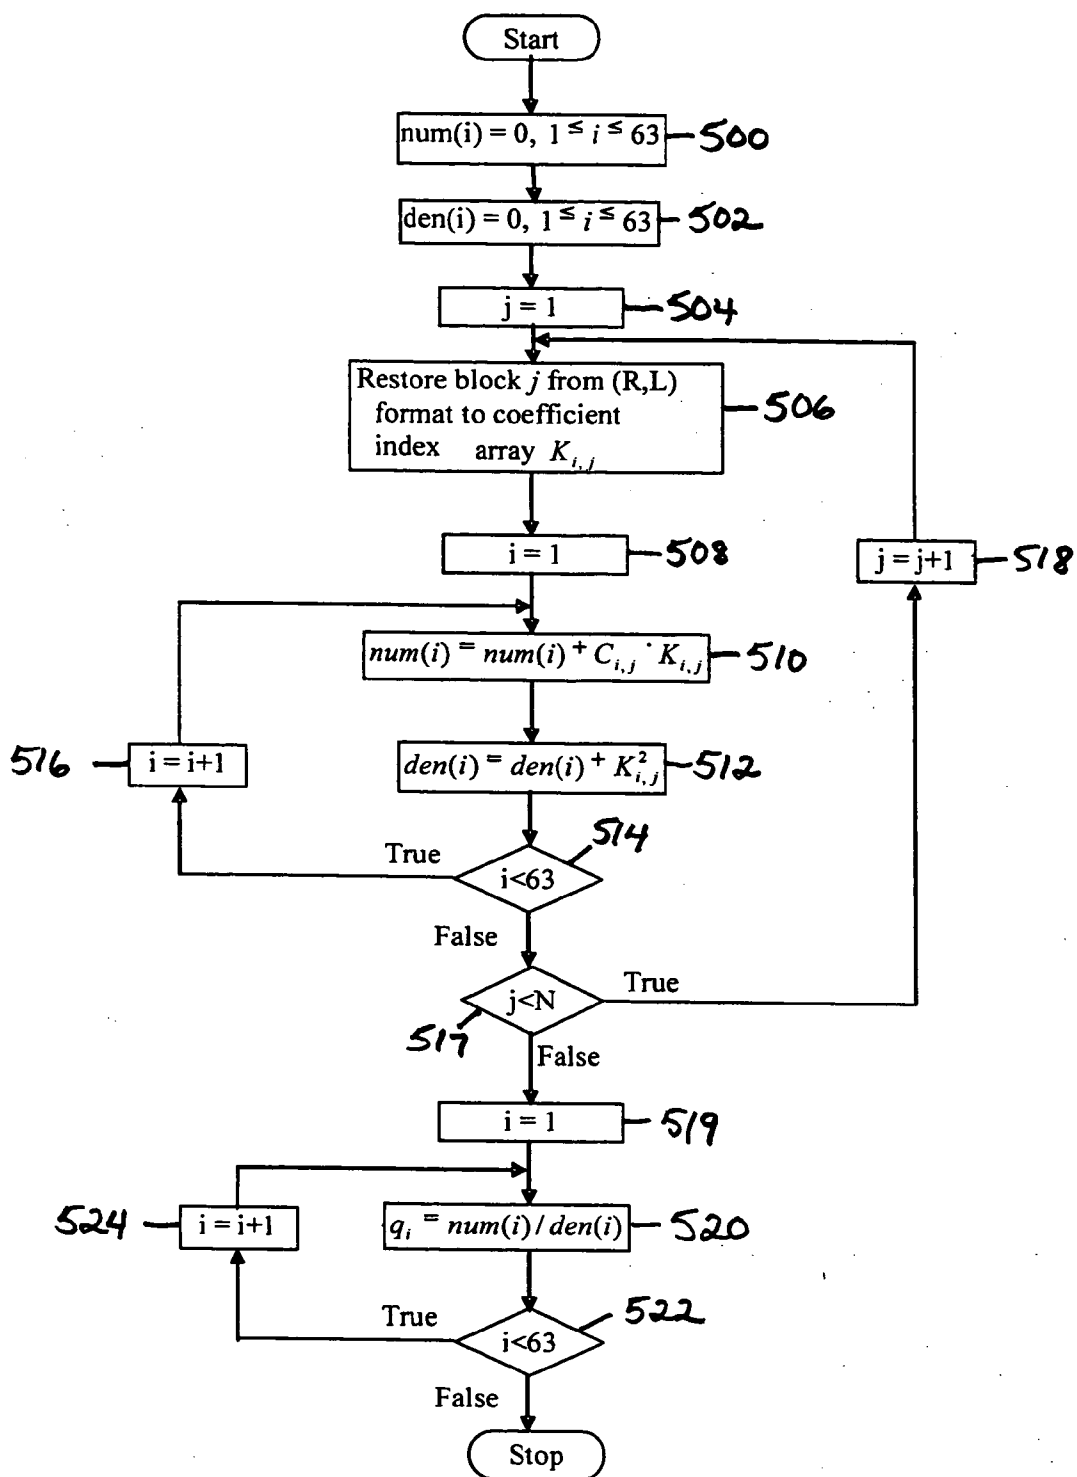 Start
num(i) = 0, 1 ≤ i ≤ 63
500
den(i) = 0, 1 ≤ i ≤ 63
502
j = 1
504
Restore block j from (R,L)
format to coefficient
index array K_{i,j}
506
i = 1
508
j = j+1
518
num(i) = num(i) + C_{i,j} · K_{i,j}
510
516
i = i+1
den(i) = den(i) + K_{i,j}^2
512
514
True
i<63
False
True
j<N
517
False
i = 1
519
524
i = i+1
q_i = num(i) / den(i)
520
522
True
i<63
False
Stop